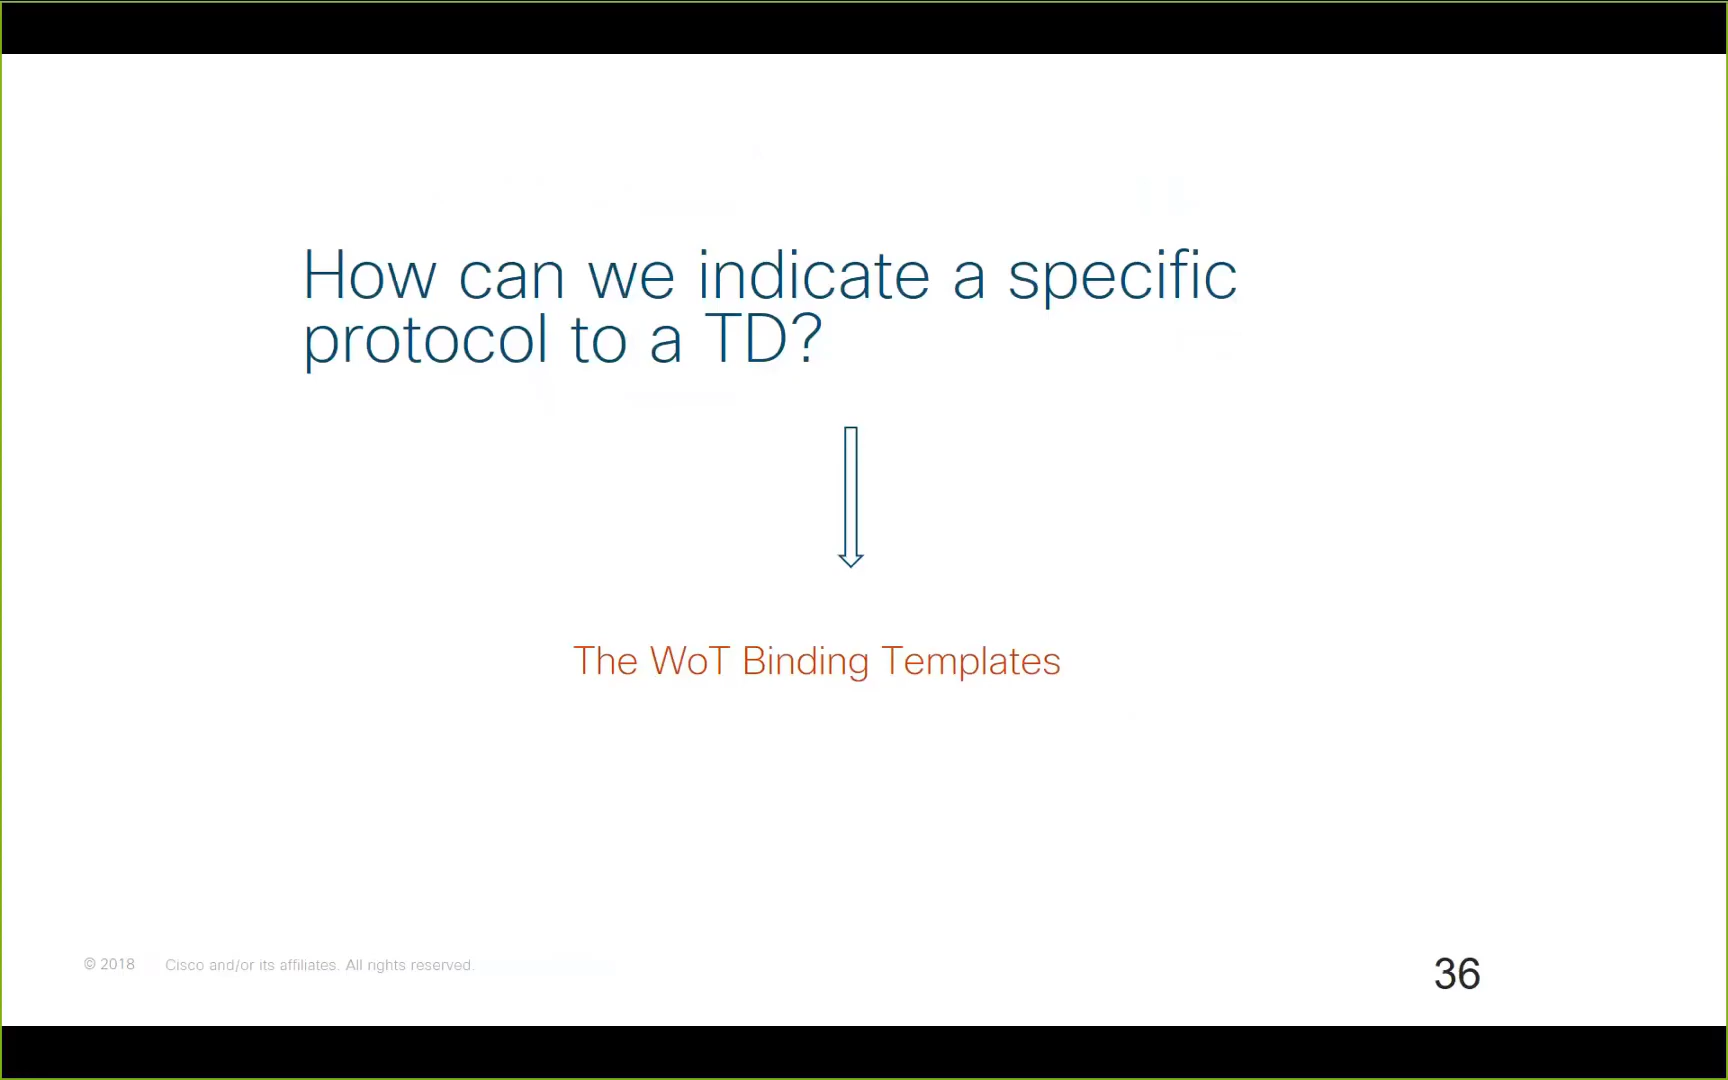 How can we indicate a specific
protocol to a TD?
The WoT Binding Templates
© 2018 Cisco and/or its affiliates. All rights reserved.
36